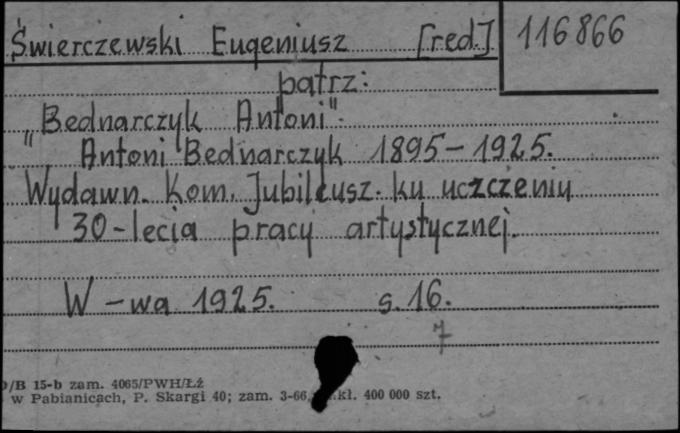 Świerczewski Eugeniusz [red.] 116866
patrz:
„Bednarczyk Antoni".
Antoni Bednarczyk 1895-1925.
Wydawn. Kom. Jubileusz. ku uczczeniu
30-lecia pracy artystycznej.
W-wa 1925. s. 16.
7
/B 15-b zam. 4065/PWH/Łż
w Pabianicach, P. Skargi 40; zam. 3-66, kł. 400 000 szt.